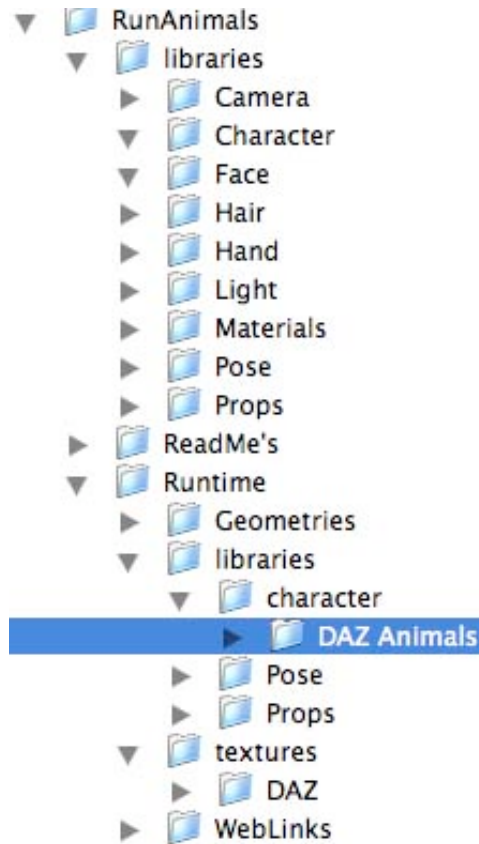 RunAnimals
libraries
Camera
Character
Face
Hair
Hand
Light
Materials
Pose
Props
ReadMe's
Runtime
Geometries
libraries
character
DAZ Animals
Pose
Props
textures
DAZ
WebLinks